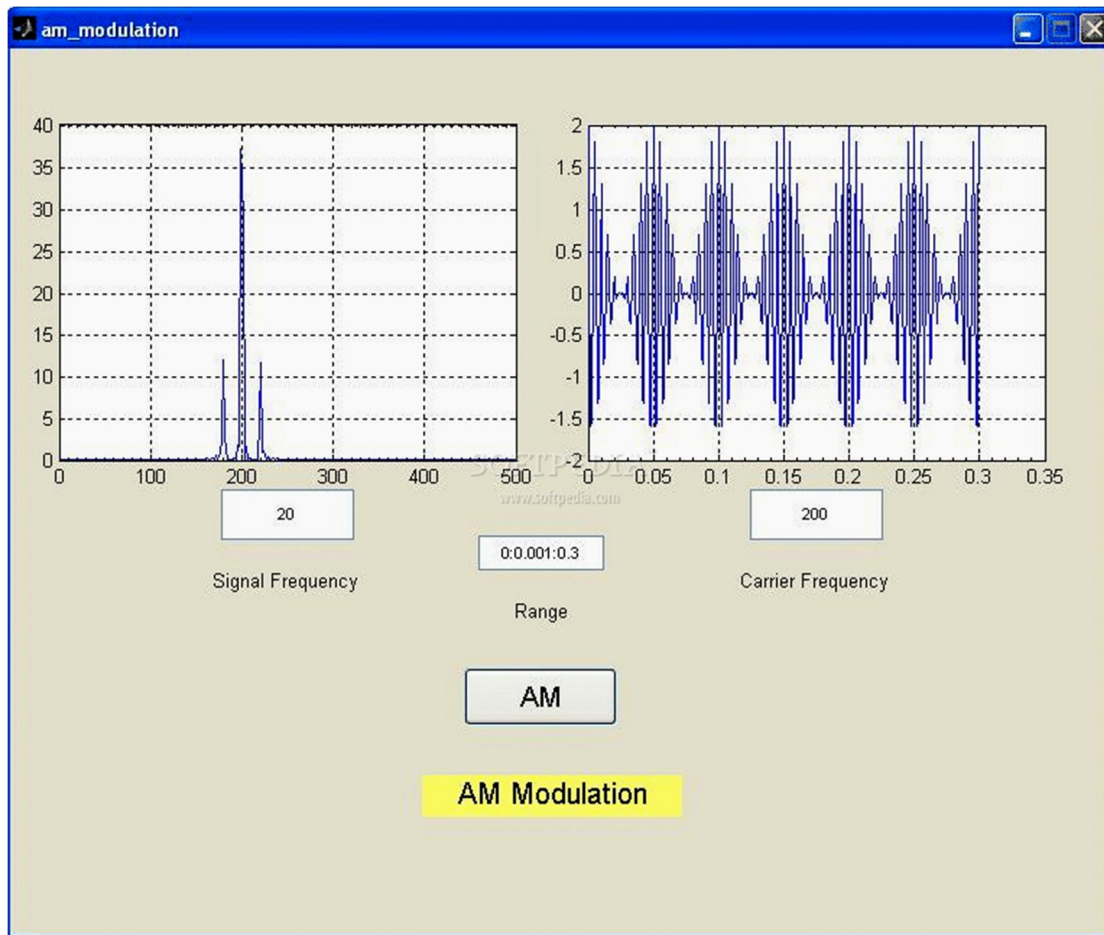 am_modulation
40
35
30
25
20
15
10
5
0
0 100 200 300 400 500
2
1.5
1
0.5
0
-0.5
-1
-1.5
-2
0 0.05 0.1 0.15 0.2 0.25 0.3 0.35
SOFTPEDIA
www.softpedia.com
20
200
0:0.001:0.3
Signal Frequency
Carrier Frequency
Range
AM
AM Modulation